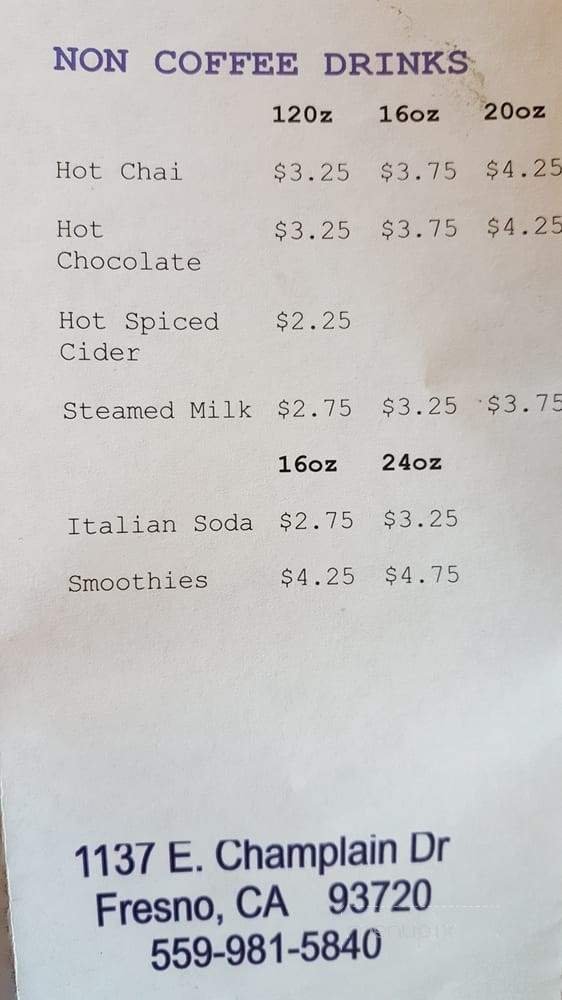 NON COFFEE DRINKS
12oz 16oz 20oz
Hot Chai $3.25 $3.75 $4.25
Hot $3.25 $3.75 $4.25
Chocolate
Hot Spiced $2.25
Cider
Steamed Milk $2.75 $3.25 $3.75
16oz 24oz
Italian Soda $2.75 $3.25
Smoothies $4.25 $4.75
1137 E. Champlain Dr
Fresno, CA 93720
559-981-5840